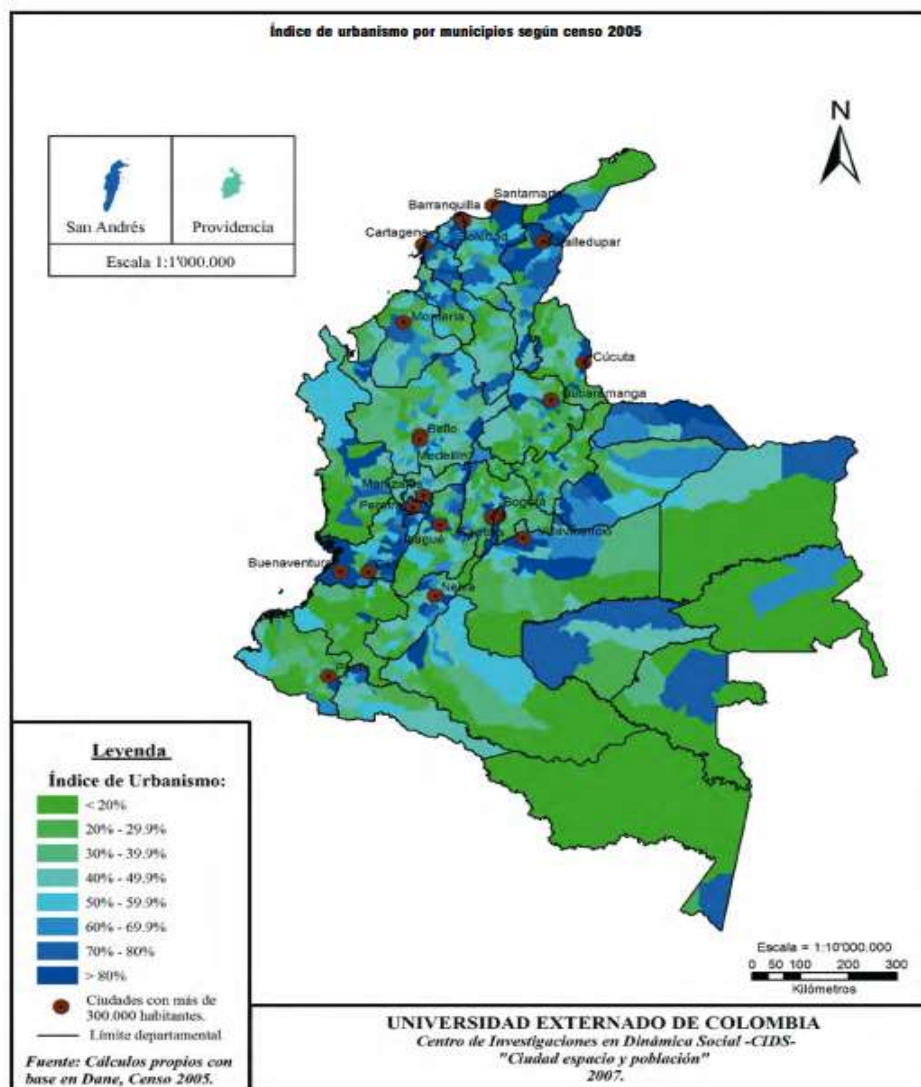 Índice de urbanismo por municipios según censo 2005
N
San Andrés
Providencia
Escala 1:1'000.000
Santamarta
Barranquilla
Soledad
Cartagena
Valledupar
Montería
Cúcuta
Bucaramanga
Bello
Medellín
Manizales
Pereira
Bogotá
Ibagué
Villavicencio
Buenaventura
Cali
Neiva
Pasto
Leyenda
Índice de Urbanismo:
< 20%
20% - 29.9%
30% - 39.9%
40% - 49.9%
50% - 59.9%
60% - 69.9%
70% - 80%
> 80%
Ciudades con más de
300.000 habitantes.
Límite departamental
Fuente: Cálculos propios con
base en Dane, Censo 2005.
Escala = 1:10'000.000
0 50 100 200 300
Kilómetros
UNIVERSIDAD EXTERNADO DE COLOMBIA
Centro de Investigaciones en Dinámica Social -CIDS-
"Ciudad espacio y población"
2007.